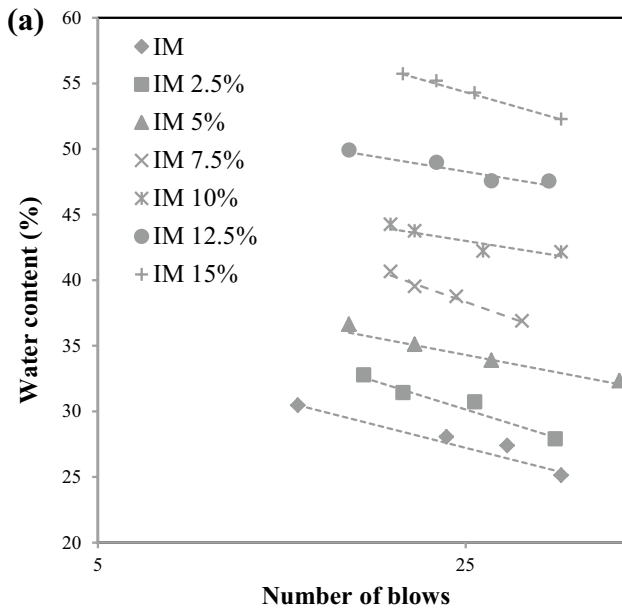 (a)
60
55
50
45
40
35
30
25
20
Water content (%)
IM
IM 2.5%
IM 5%
IM 7.5%
IM 10%
IM 12.5%
IM 15%
5
25
Number of blows